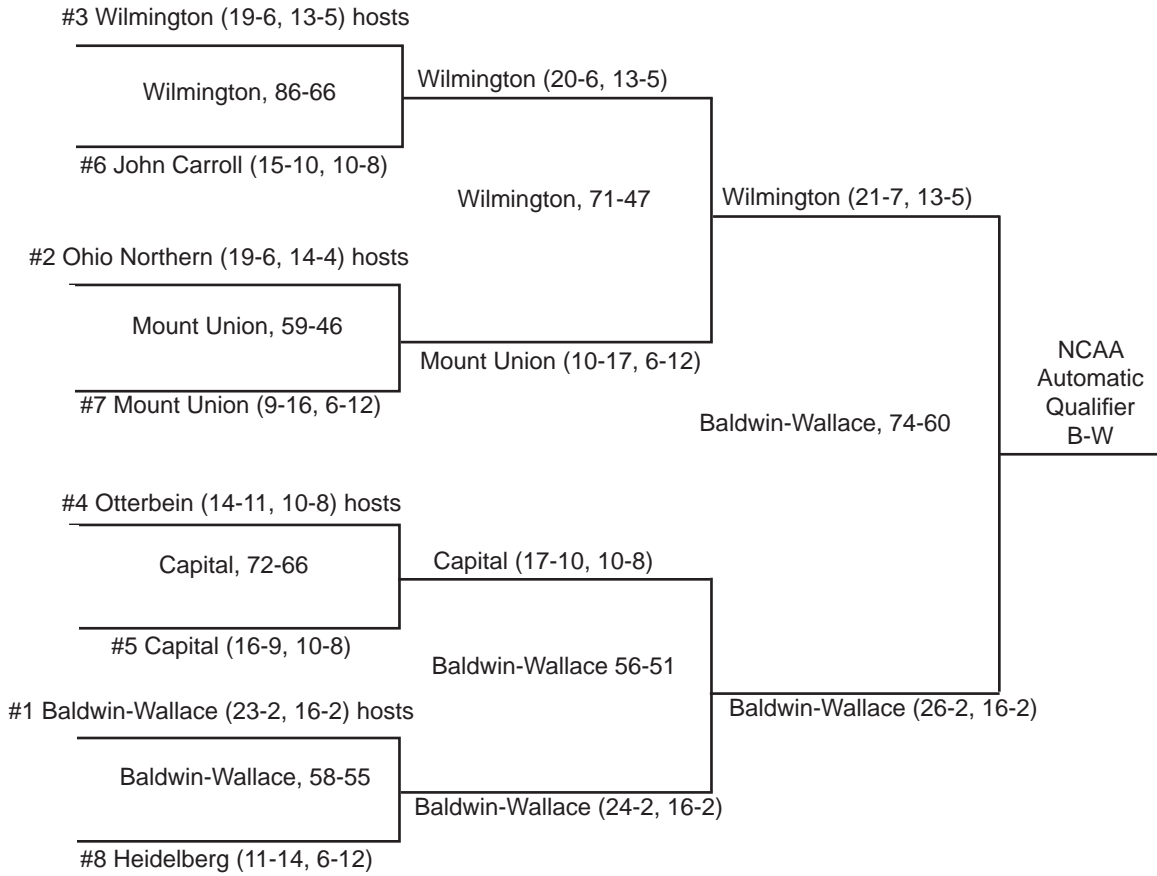 #3 Wilmington (19-6, 13-5) hosts
Wilmington, 86-66
#6 John Carroll (15-10, 10-8)
Wilmington (20-6, 13-5)
Wilmington, 71-47
#2 Ohio Northern (19-6, 14-4) hosts
Mount Union, 59-46
#7 Mount Union (9-16, 6-12)
Mount Union (10-17, 6-12)
Wilmington (21-7, 13-5)
Baldwin-Wallace, 74-60
#4 Otterbein (14-11, 10-8) hosts
Capital, 72-66
#5 Capital (16-9, 10-8)
Capital (17-10, 10-8)
Baldwin-Wallace 56-51
#1 Baldwin-Wallace (23-2, 16-2) hosts
Baldwin-Wallace, 58-55
#8 Heidelberg (11-14, 6-12)
Baldwin-Wallace (24-2, 16-2)
Baldwin-Wallace (26-2, 16-2)
NCAA
Automatic
Qualifier
B-W